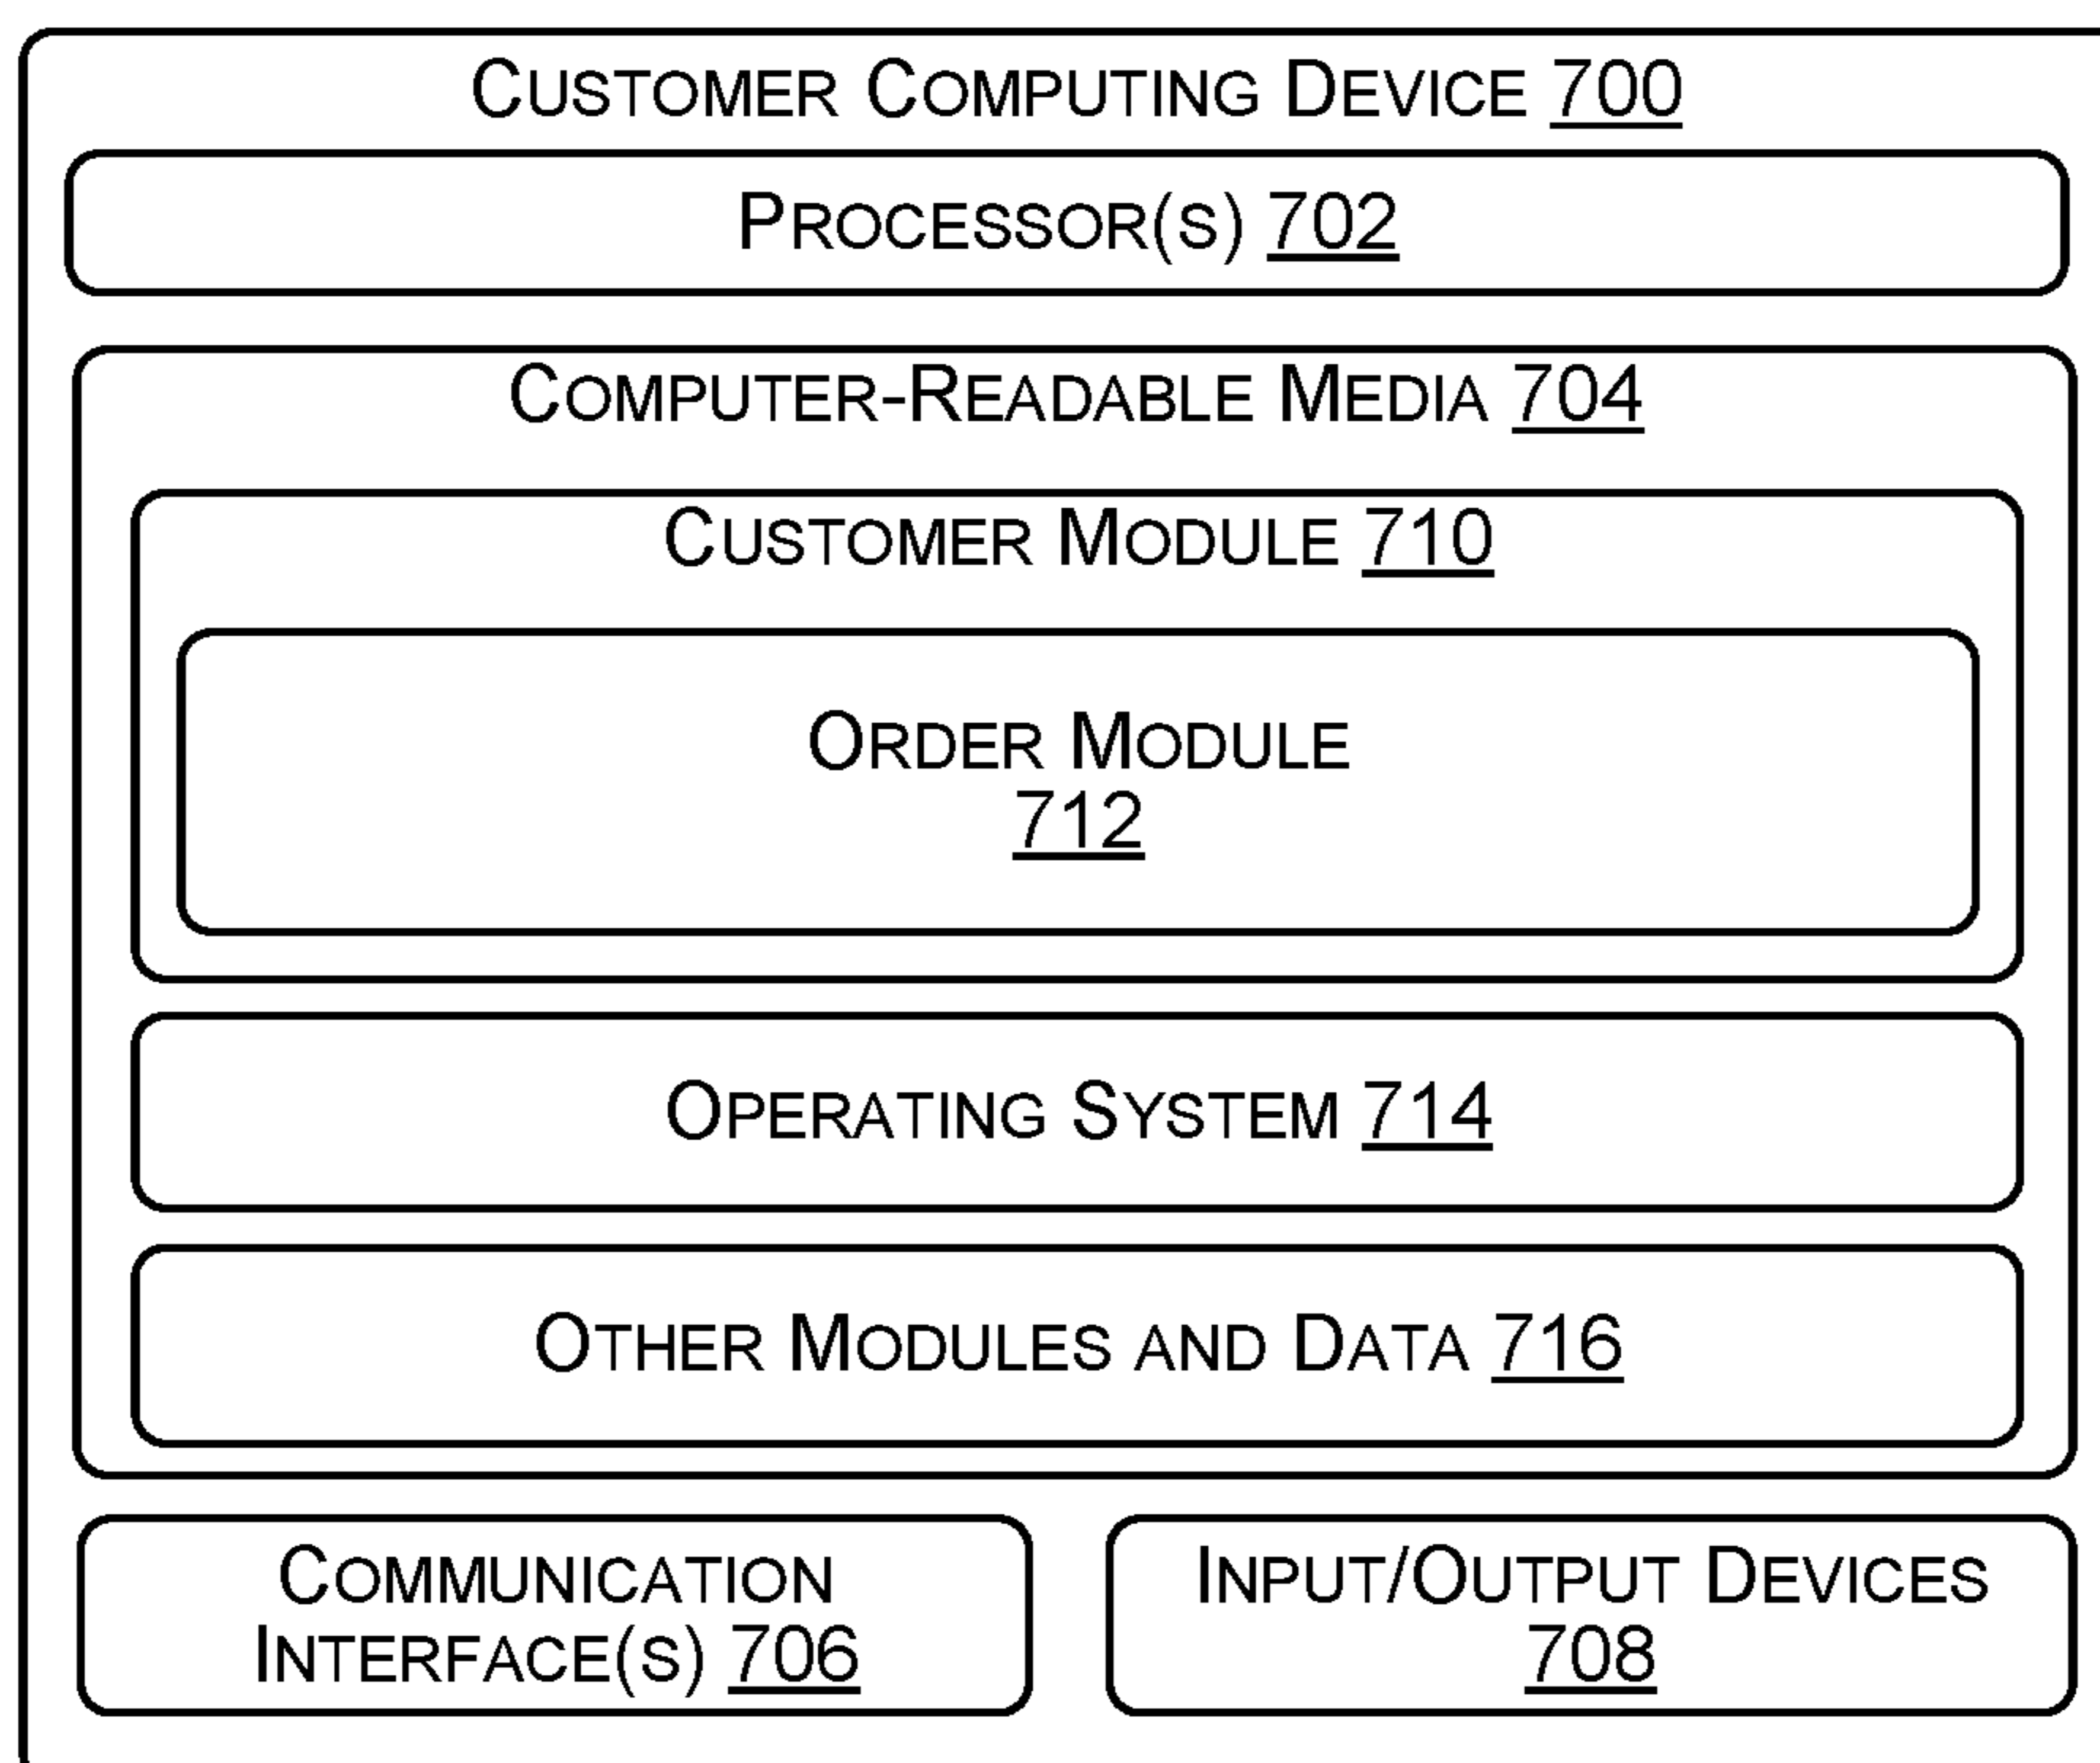 CUSTOMER COMPUTING DEVICE 700
PROCESSOR(S) 702
COMPUTER-READABLE MEDIA 704
CUSTOMER MODULE 710
ORDER MODULE
712
OPERATING SYSTEM 714
OTHER MODULES AND DATA 716
COMMUNICATION
INTERFACE(S) 706
INPUT/OUTPUT DEVICES
708